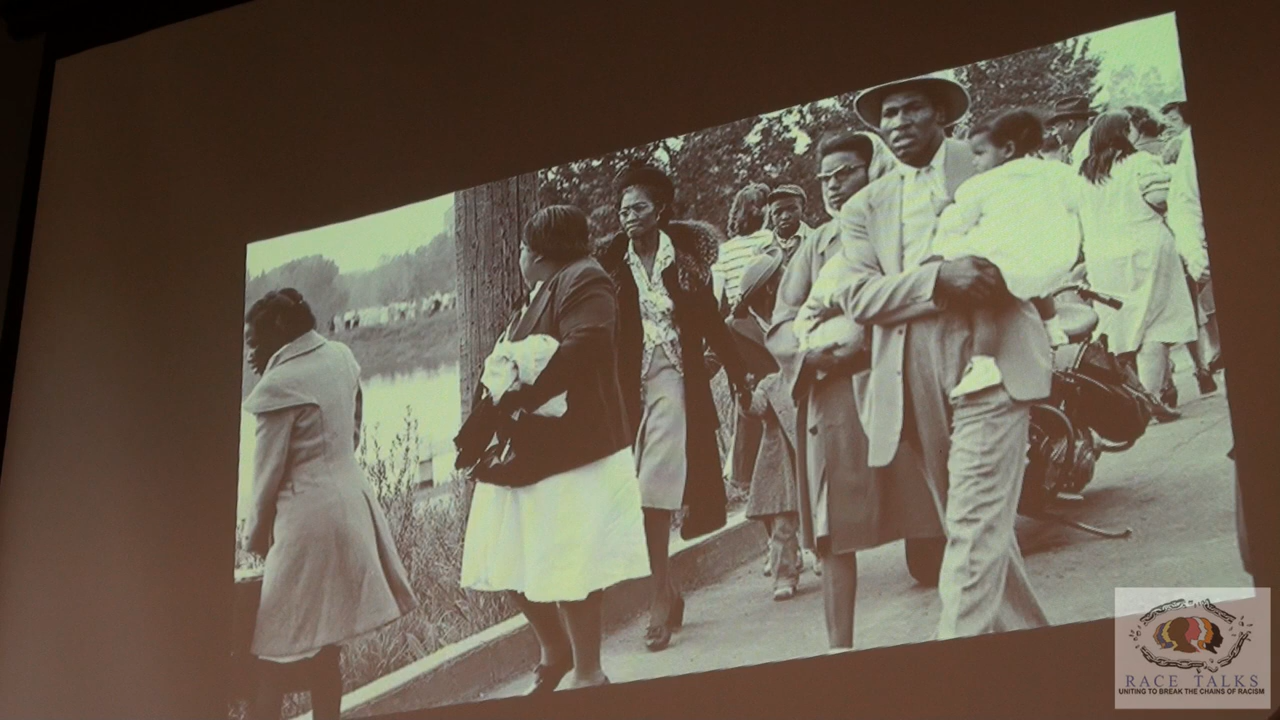 RACE TALKS
UNITING TO BREAK THE CHAINS OF RACISM